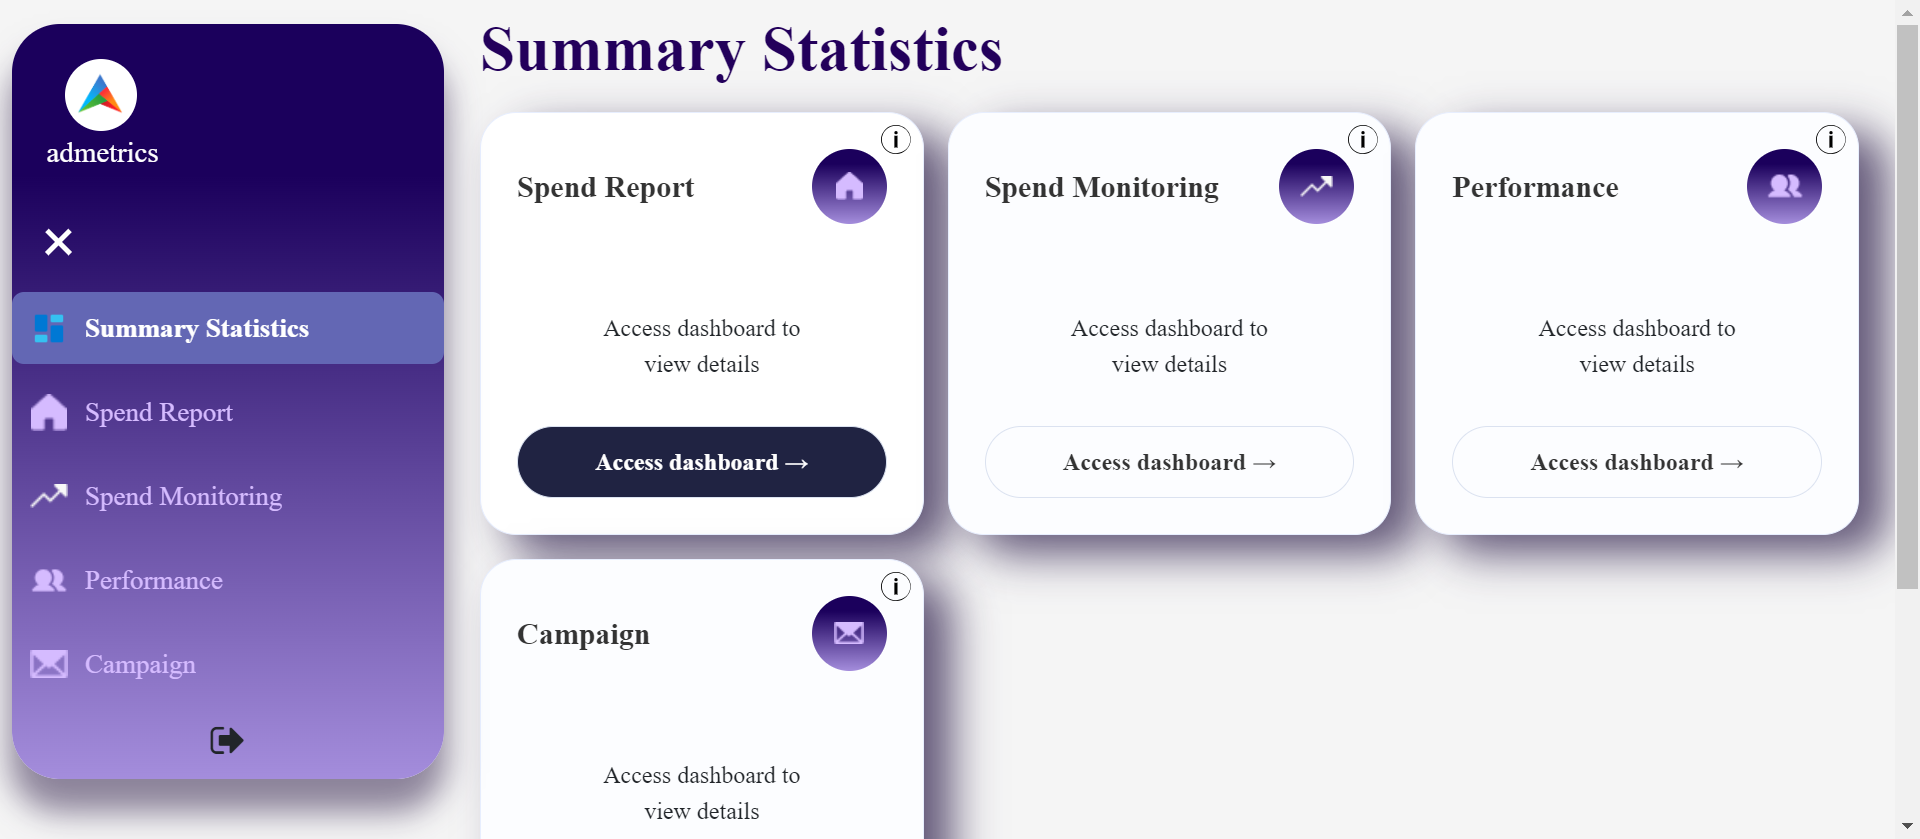 admetrics
Summary Statistics
Spend Report
Spend Monitoring
Performance
Campaign
Summary Statistics
Spend Report
i
Access dashboard to
view details
Access dashboard →
Spend Monitoring
i
Access dashboard to
view details
Access dashboard →
Performance
i
Access dashboard to
view details
Access dashboard →
Campaign
i
Access dashboard to
view details